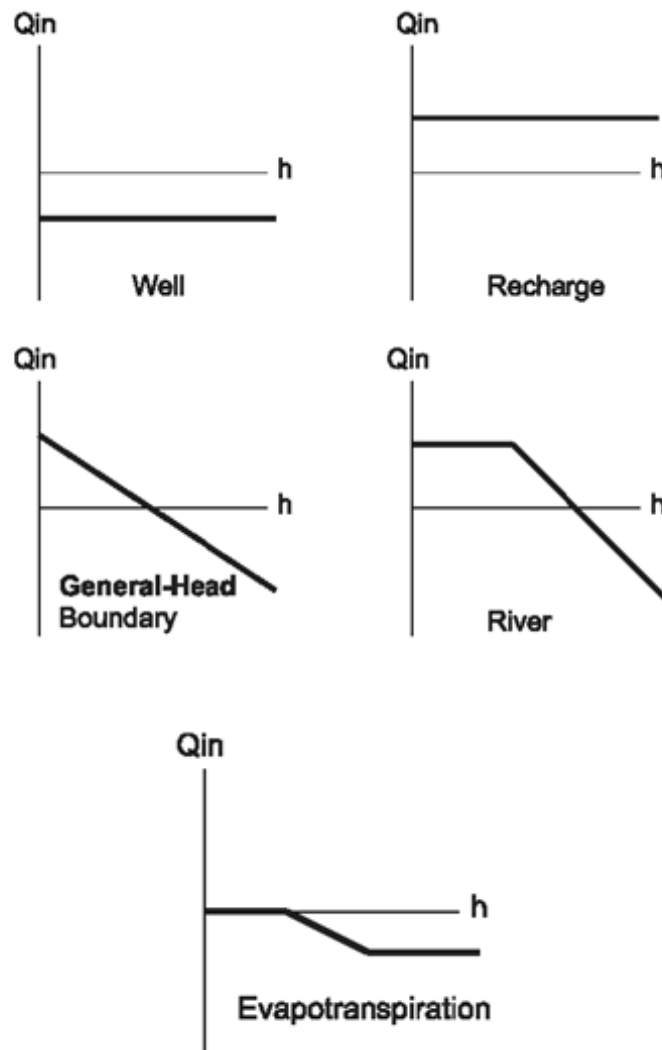 Qin
h
Well
Qin
h
Recharge
Qin
h
General-Head
Boundary
Qin
h
River
Qin
h
Evapotranspiration